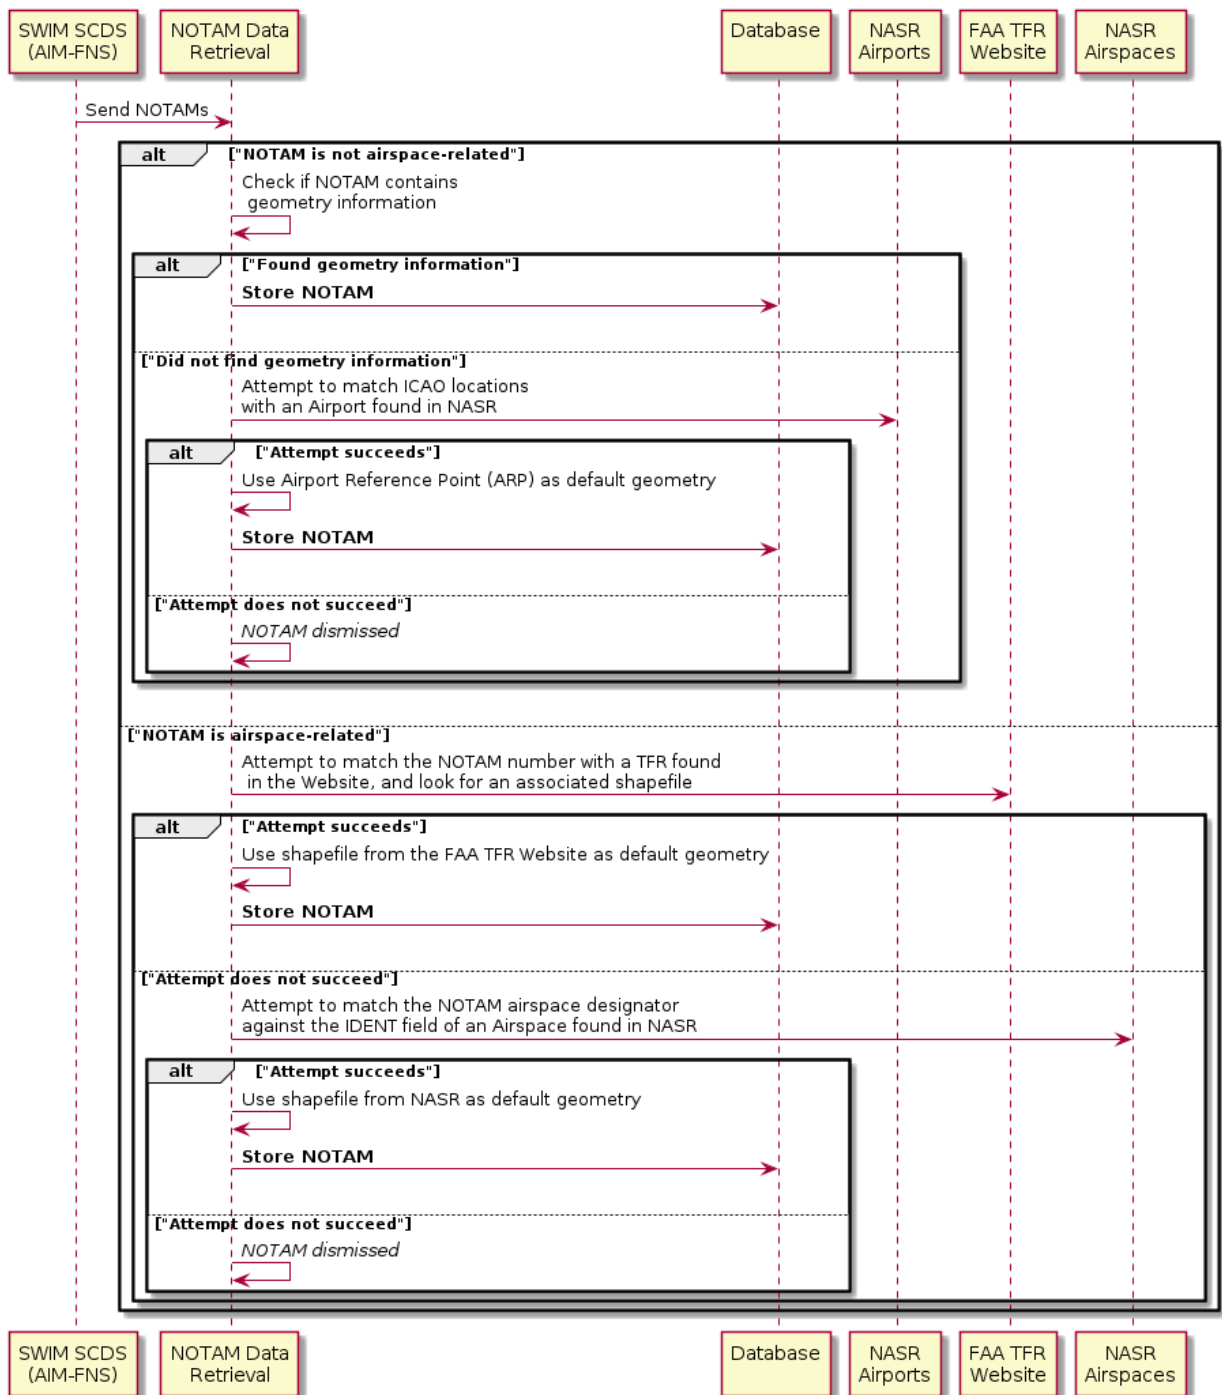 SWIM SCDS
(AIM-FNS)
NOTAM Data
Retrieval
Database
NASR
Airports
FAA TFR
Website
NASR
Airspaces
Send NOTAMs
alt
["NOTAM is not airspace-related"]
Check if NOTAM contains
geometry information
alt
["Found geometry information"]
Store NOTAM
["Did not find geometry information"]
Attempt to match ICAO locations
with an Airport found in NASR
alt
["Attempt succeeds"]
Use Airport Reference Point (ARP) as default geometry
Store NOTAM
["Attempt does not succeed"]
NOTAM dismissed
["NOTAM is airspace-related"]
Attempt to match the NOTAM number with a TFR found
in the Website, and look for an associated shapefile
alt
["Attempt succeeds"]
Use shapefile from the FAA TFR Website as default geometry
Store NOTAM
["Attempt does not succeed"]
Attempt to match the NOTAM airspace designator
against the IDENT field of an Airspace found in NASR
alt
["Attempt succeeds"]
Use shapefile from NASR as default geometry
Store NOTAM
["Attempt does not succeed"]
NOTAM dismissed
SWIM SCDS
(AIM-FNS)
NOTAM Data
Retrieval
Database
NASR
Airports
FAA TFR
Website
NASR
Airspaces